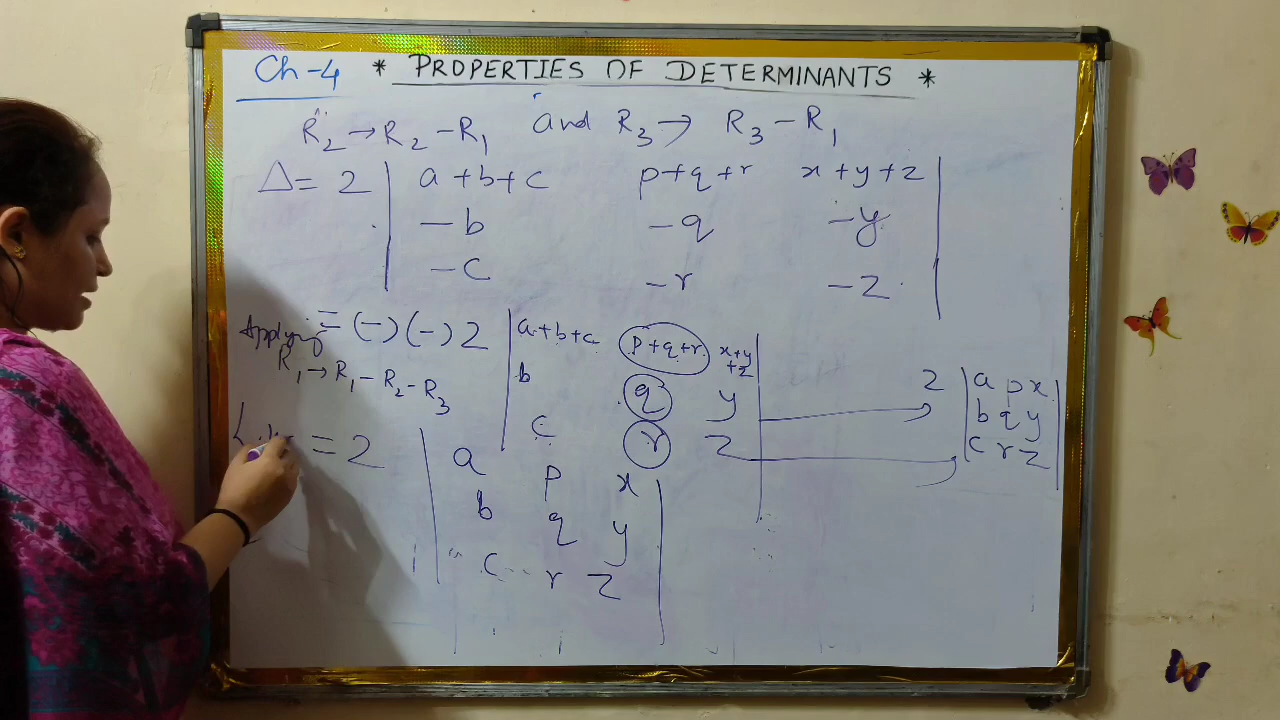 Ch-4 * PROPERTIES OF DETERMINANTS *
R₂ → R₂ - R₁ and R₃ → R₃ - R₁
Δ = 2 | a+b+c p+q+r x+y+z |
-b -q -y
-c -r -z
= (-)(-) 2 | a+b+c p+q+r x+y+z |
b q y
c r z
Applying
R₁ → R₁ - R₂ - R₃
2 | a p x |
b q y
c r z
= 2 | a p x |
b q y
c r z